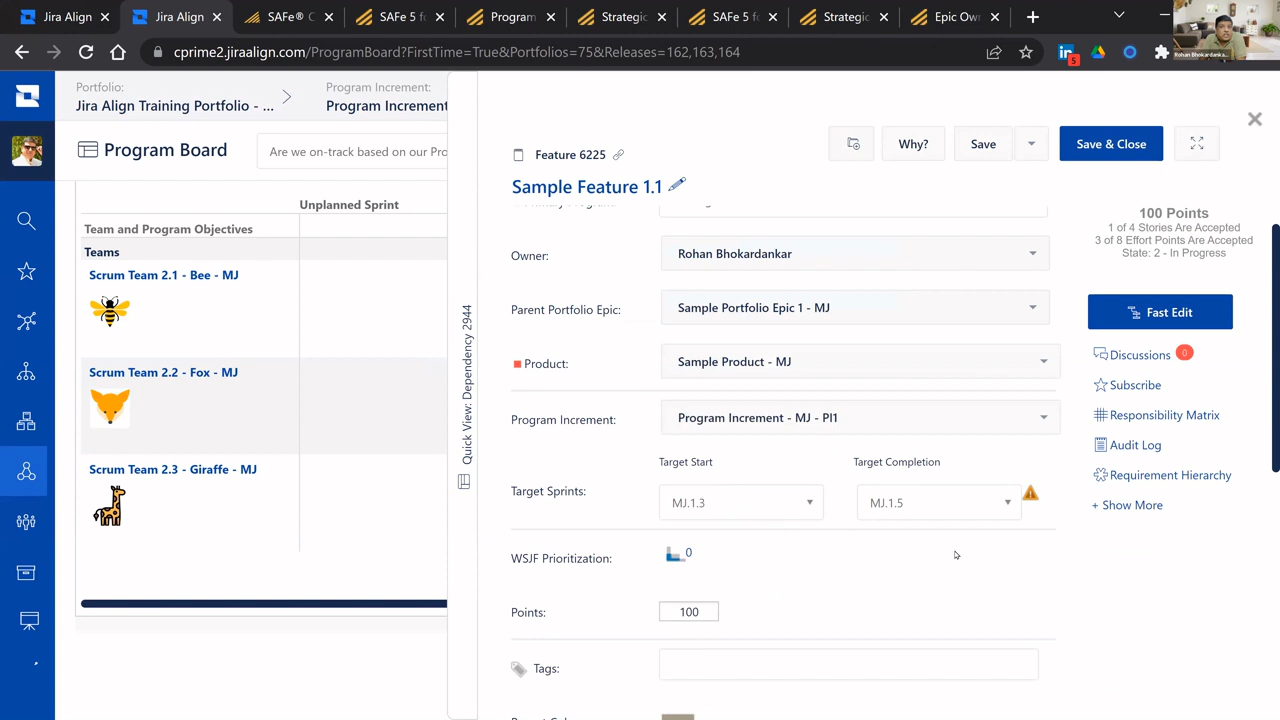 Jira Align
Jira Align
SAFe® C
SAFe 5 f
Program
Strategic
SAFe 5 f
Strategic
Epic Ow
cprime2.jiraalign.com/ProgramBoard?FirstTime=True&Portfolios=75&Releases=162,163,164
5
Rohan Bhokardanka...
Portfolio:
Jira Align Training Portfolio - ...
Program Increment:
Program Increment
Program Board
Are we on-track based on our Pro
Unplanned Sprint
Team and Program Objectives
Teams
Scrum Team 2.1 - Bee - MJ
Scrum Team 2.2 - Fox - MJ
Scrum Team 2.3 - Giraffe - MJ
Quick View: Dependency 2944
Feature 6225
Sample Feature 1.1
Why?
Save
Save & Close
Owner:
Rohan Bhokardankar
Parent Portfolio Epic:
Sample Portfolio Epic 1 - MJ
Product:
Sample Product - MJ
Program Increment:
Program Increment - MJ - PI1
Target Start
Target Completion
Target Sprints:
MJ.1.3
MJ.1.5
WSJF Prioritization:
0
Points:
100
Tags:
100 Points
1 of 4 Stories Are Accepted
3 of 8 Effort Points Are Accepted
State: 2 - In Progress
Fast Edit
Discussions 0
Subscribe
Responsibility Matrix
Audit Log
Requirement Hierarchy
+ Show More